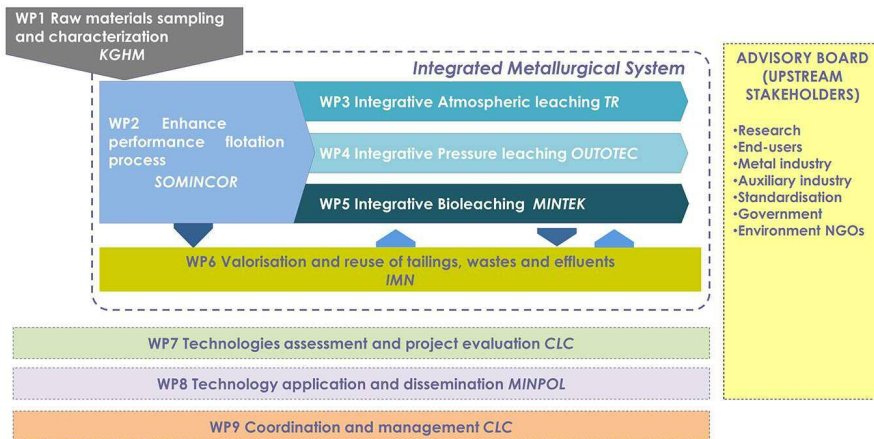 WP1 Raw materials sampling
and characterization
KGHM
Integrated Metallurgical System
WP2 Enhance
performance flotation
process
SOMINCOR
WP3 Integrative Atmospheric leaching TR
WP4 Integrative Pressure leaching OUTOTEC
WP5 Integrative Bioleaching MINTEK
WP6 Valorisation and reuse of tailings, wastes and effluents
IMN
WP7 Technologies assessment and project evaluation CLC
WP8 Technology application and dissemination MINPOL
WP9 Coordination and management CLC
ADVISORY BOARD
(UPSTREAM
STAKEHOLDERS)
•Research
•End-users
•Metal industry
•Auxiliary industry
•Standardisation
•Government
•Environment NGOs